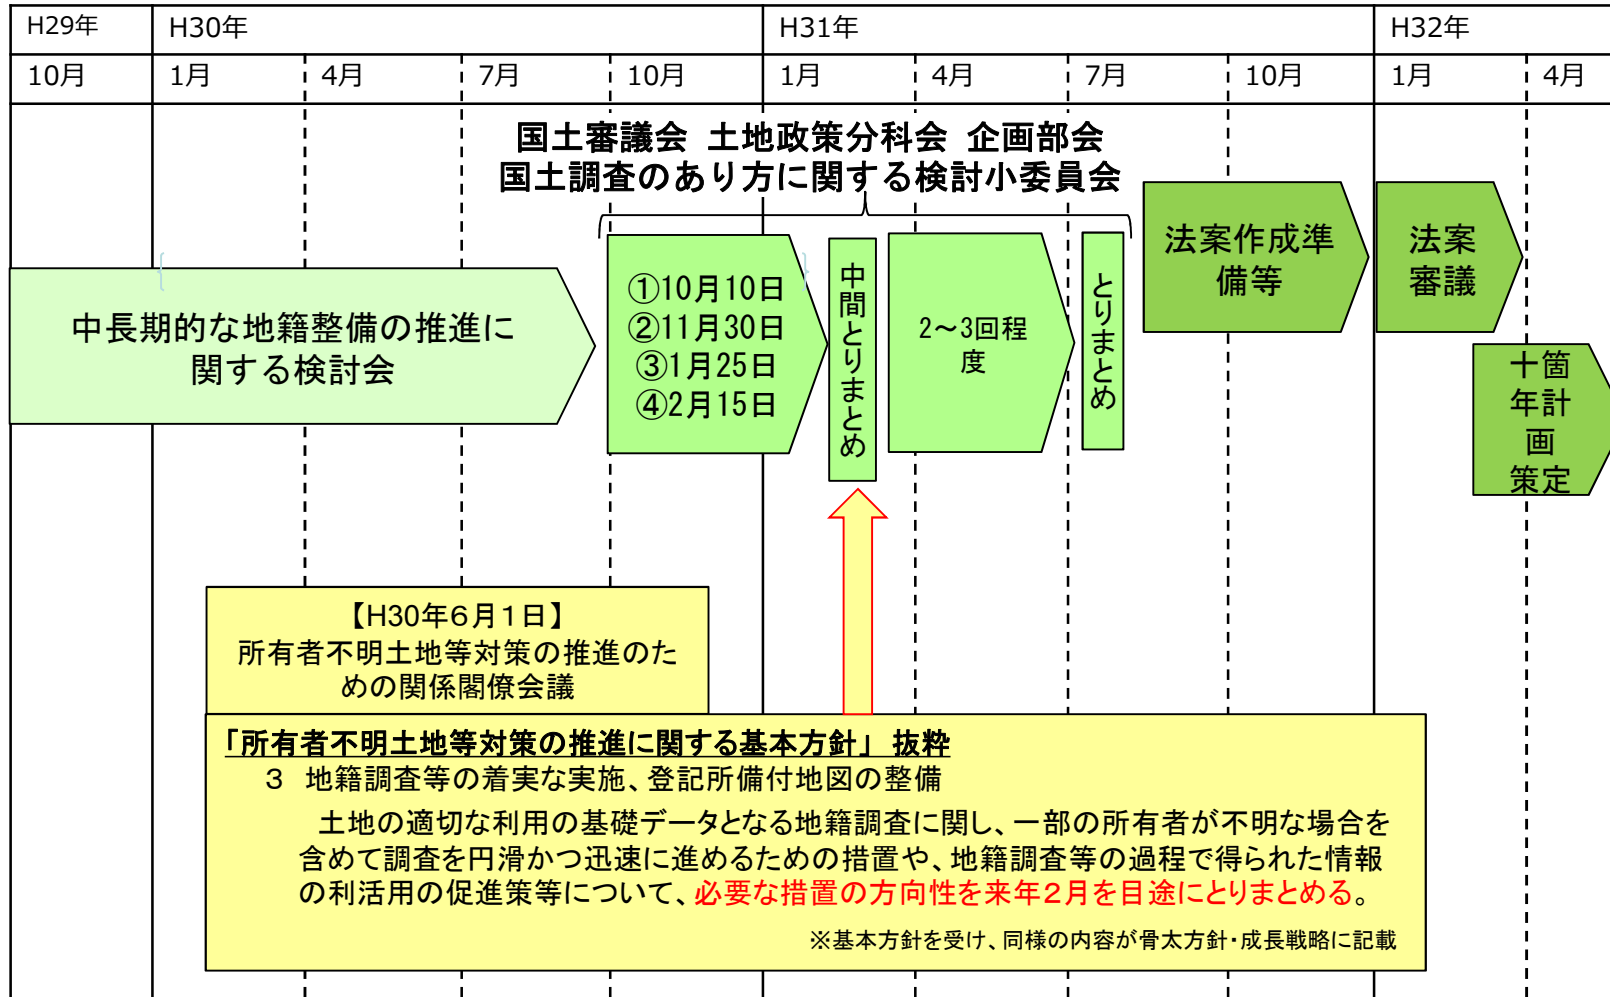 H29年
H30年
H31年
H32年
10月
1月
4月
7月
10月
1月
4月
7月
10月
1月
4月
国土審議会 土地政策分科会 企画部会
国土調査のあり方に関する検討小委員会
中長期的な地籍整備の推進に
関する検討会
①10月10日
②11月30日
③1月25日
④2月15日
中間とりまとめ
2～3回程
度
とりまとめ
法案作成準
備等
法案
審議
十箇
年計
画
策定
【H30年６月１日】
所有者不明土地等対策の推進のた
めの関係閣僚会議
「所有者不明土地等対策の推進に関する基本方針」 抜粋
３ 地籍調査等の着実な実施、登記所備付地図の整備
土地の適切な利用の基礎データとなる地籍調査に関し、一部の所有者が不明な場合を
含めて調査を円滑かつ迅速に進めるための措置や、地籍調査等の過程で得られた情報
の利活用の促進策等について、必要な措置の方向性を来年２月を目途にとりまとめる。
※基本方針を受け、同様の内容が骨太方針・成長戦略に記載